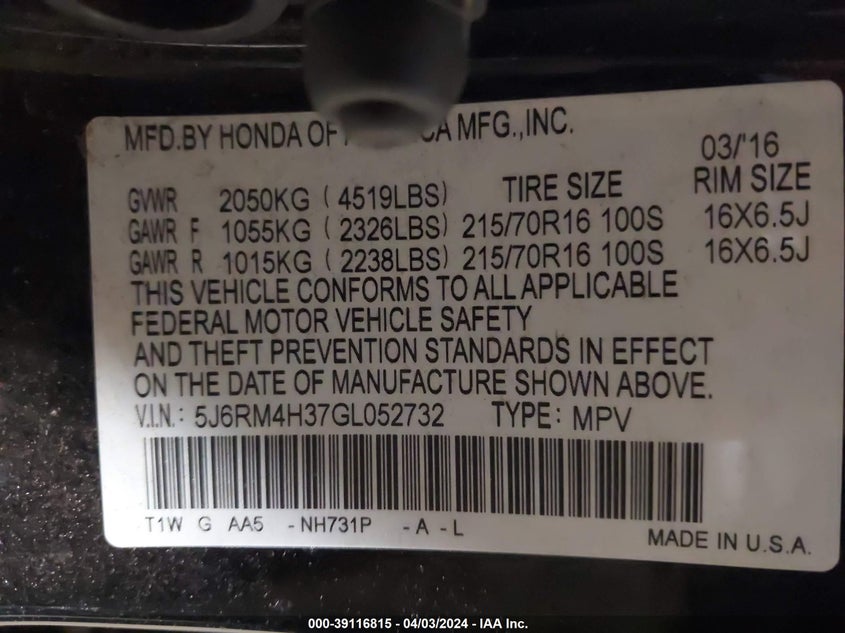 MFD.BY HONDA OF MFG.,INC.
03/'16
GVWR 2050KG ( 4519LBS) TIRE SIZE RIM SIZE
GAWR F 1055KG ( 2326LBS) 215/70R16 100S 16X6.5J
GAWR R 1015KG ( 2238LBS) 215/70R16 100S 16X6.5J
THIS VEHICLE CONFORMS TO ALL APPLICABLE
FEDERAL MOTOR VEHICLE SAFETY
AND THEFT PREVENTION STANDARDS IN EFFECT
ON THE DATE OF MANUFACTURE SHOWN ABOVE.
V.I.N.: 5J6RM4H37GL052732 TYPE: MPV
T1W G AA5 -NH731P -A -L
MADE IN U.S.A.
000-39116815 - 04/03/2024 - IAA Inc.